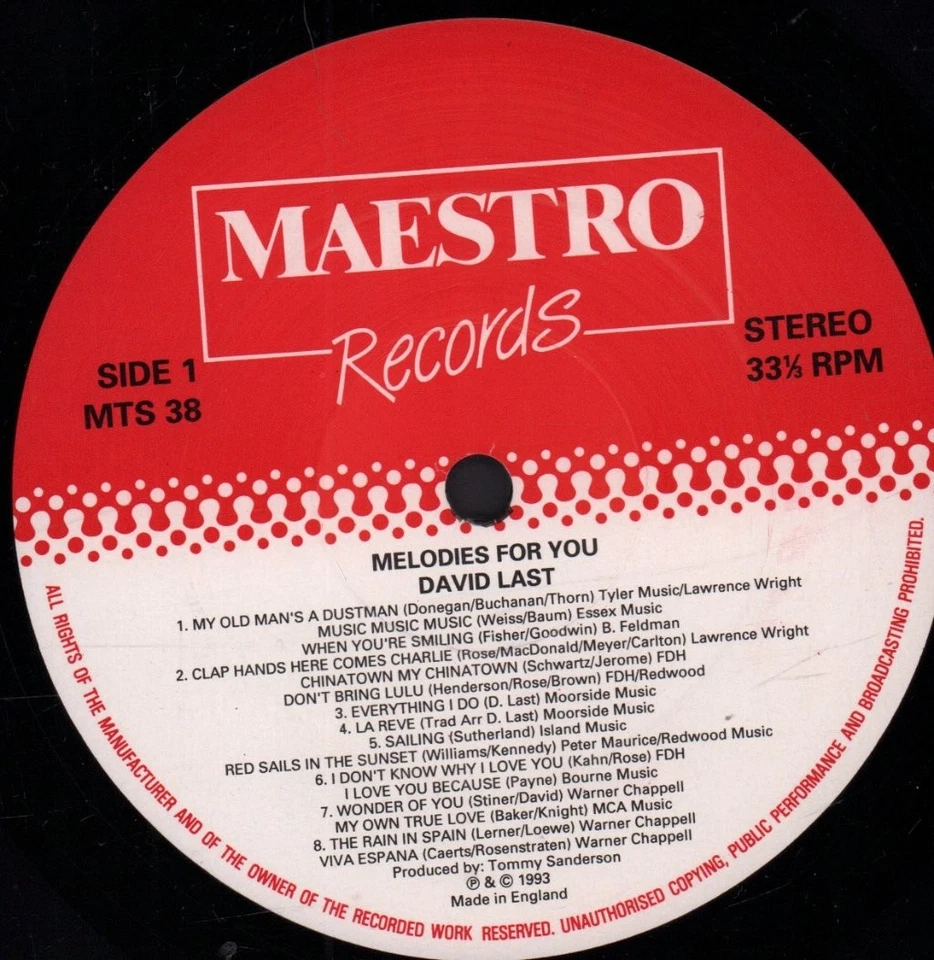 MAESTRO
Records
SIDE 1
MTS 38
STEREO
33⅓ RPM
MELODIES FOR YOU
DAVID LAST
1. MY OLD MAN'S A DUSTMAN (Donegan/Buchanan/Thorn) Tyler Music/Lawrence Wright
MUSIC MUSIC MUSIC (Weiss/Baum) Essex Music
WHEN YOU'RE SMILING (Fisher/Goodwin) B. Feldman
2. CLAP HANDS HERE COMES CHARLIE (Rose/MacDonald/Meyer/Carlton) Lawrence Wright
CHINATOWN MY CHINATOWN (Schwartz/Jerome) FDH
DON'T BRING LULU (Henderson/Rose/Brown) FDH/Redwood
3. EVERYTHING I DO (D. Last) Moorside Music
4. LA REVE (Trad Arr D. Last) Moorside Music
5. SAILING (Sutherland) Island Music
RED SAILS IN THE SUNSET (Williams/Kennedy) Peter Maurice/Redwood Music
6. I DON'T KNOW WHY I LOVE YOU (Kahn/Rose) FDH
I LOVE YOU BECAUSE (Payne) Bourne Music
7. WONDER OF YOU (Stiner/David) Warner Chappell
MY OWN TRUE LOVE (Baker/Knight) MCA Music
8. THE RAIN IN SPAIN (Lerner/Loewe) Warner Chappell
VIVA ESPANA (Caerts/Rosenstraten) Warner Chappell
Produced by: Tommy Sanderson
℗ & © 1993
Made in England
ALL RIGHTS OF THE MANUFACTURER AND OF THE OWNER OF THE RECORDED WORK RESERVED. UNAUTHORISED COPYING, PUBLIC PERFORMANCE AND BROADCASTING PROHIBITED.